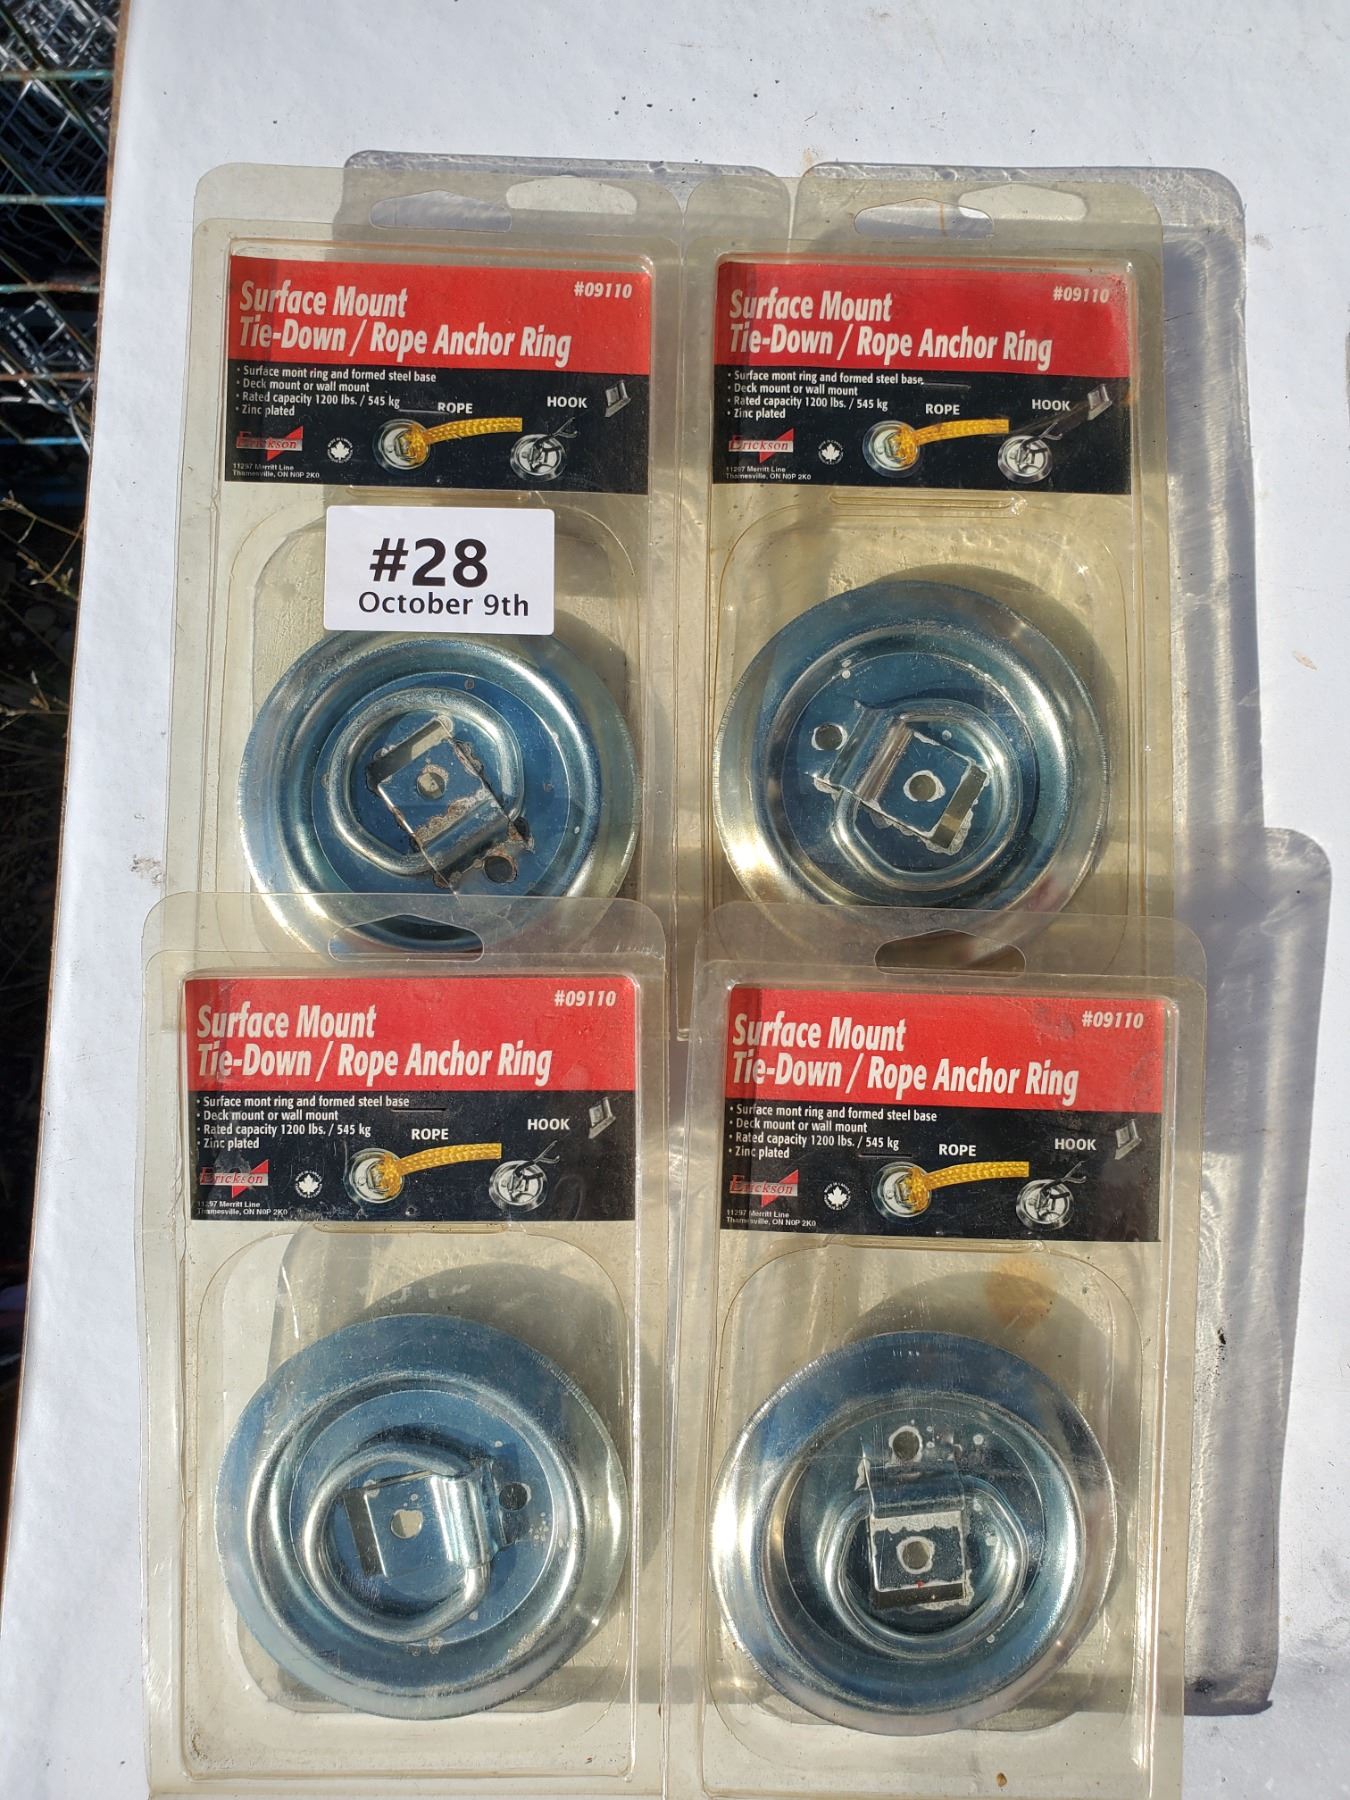 Surface Mount
#09110
Tie-Down / Rope Anchor Ring
• Surface mont ring and formed steel base
• Deck mount or wall mount
• Rated capacity 1200 lbs. / 545 kg
• Zinc plated
ROPE
HOOK
Erickson
11297 Merritt Line
Thamesville, ON N0P 2K0
Surface Mount
#09110
Tie-Down / Rope Anchor Ring
• Surface mont ring and formed steel base
• Deck mount or wall mount
• Rated capacity 1200 lbs. / 545 kg
• Zinc plated
ROPE
HOOK
Erickson
11297 Merritt Line
Thamesville, ON N0P 2K0
#28
October 9th
Surface Mount
#09110
Tie-Down / Rope Anchor Ring
• Surface mont ring and formed steel base
• Deck mount or wall mount
• Rated capacity 1200 lbs. / 545 kg
• Zinc plated
ROPE
HOOK
Erickson
11297 Merritt Line
Thamesville, ON N0P 2K0
Surface Mount
#09110
Tie-Down / Rope Anchor Ring
• Surface mont ring and formed steel base
• Deck mount or wall mount
• Rated capacity 1200 lbs. / 545 kg
• Zinc plated
ROPE
HOOK
Erickson
11297 Merritt Line
Thamesville, ON N0P 2K0